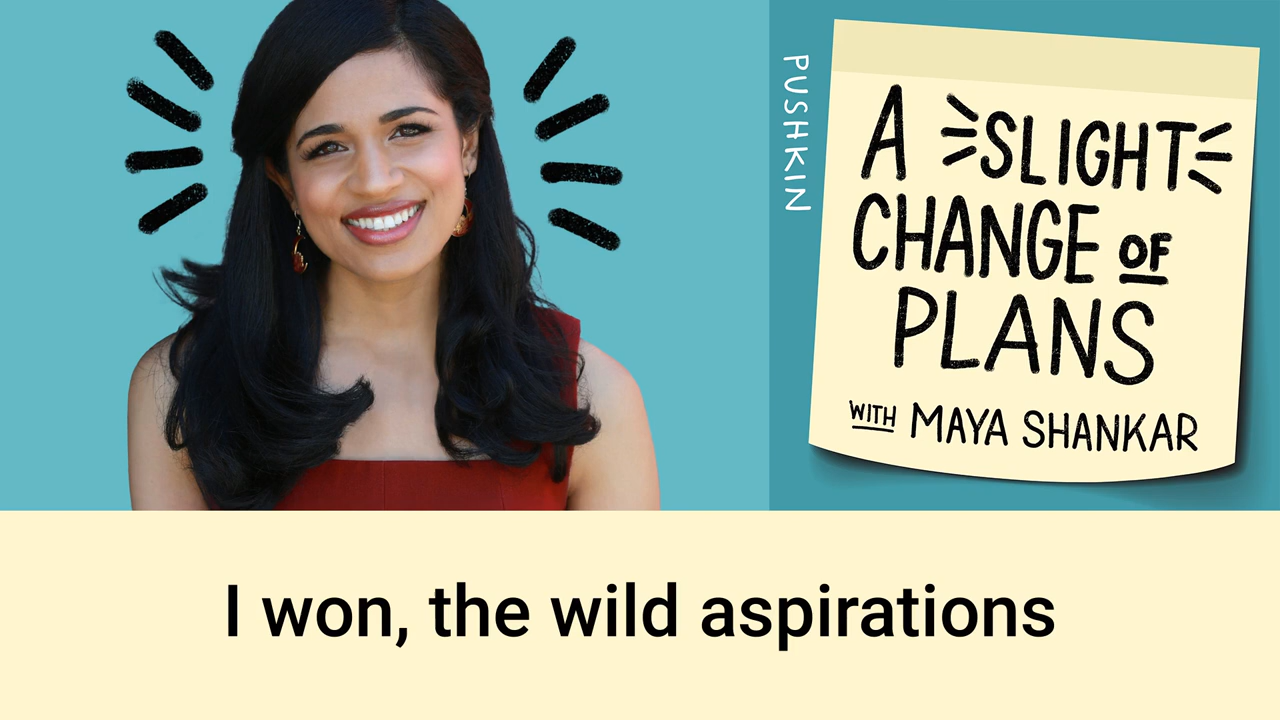 PUSHKIN
A SLIGHT
CHANGE OF
PLANS
WITH MAYA SHANKAR
I won, the wild aspirations